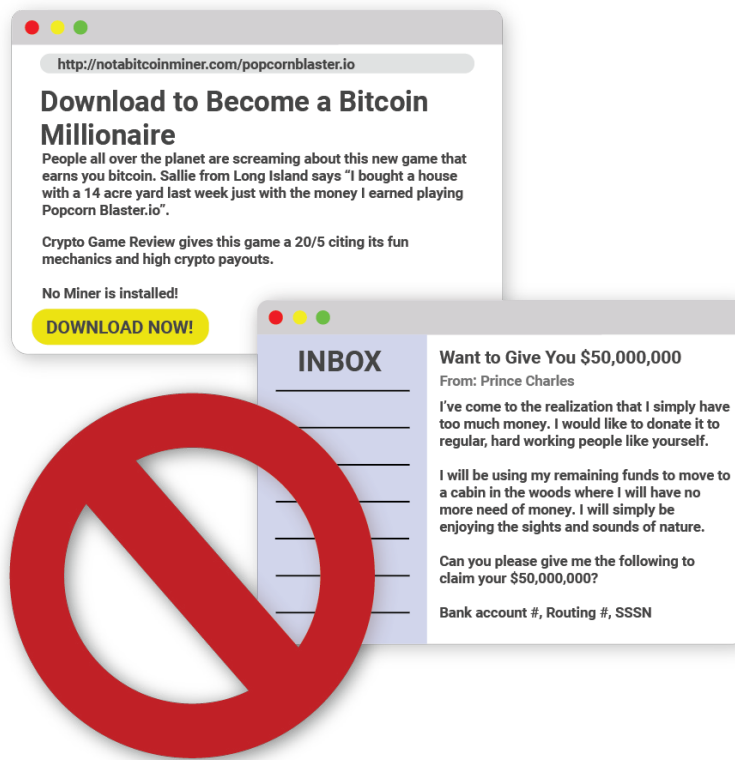 http://notabitcoinminer.com/popcornblaster.io
Download to Become a Bitcoin
Millionaire
People all over the planet are screaming about this new game that
earns you bitcoin. Sallie from Long Island says “I bought a house
with a 14 acre yard last week just with the money I earned playing
Popcorn Blaster.io”.
Crypto Game Review gives this game a 20/5 citing its fun
mechanics and high crypto payouts.
No Miner is installed!
DOWNLOAD NOW!
INBOX
Want to Give You $50,000,000
From: Prince Charles
I’ve come to the realization that I simply have
too much money. I would like to donate it to
regular, hard working people like yourself.
I will be using my remaining funds to move to
a cabin in the woods where I will have no
more need of money. I will simply be
enjoying the sights and sounds of nature.
Can you please give me the following to
claim your $50,000,000?
Bank account #, Routing #, SSSN